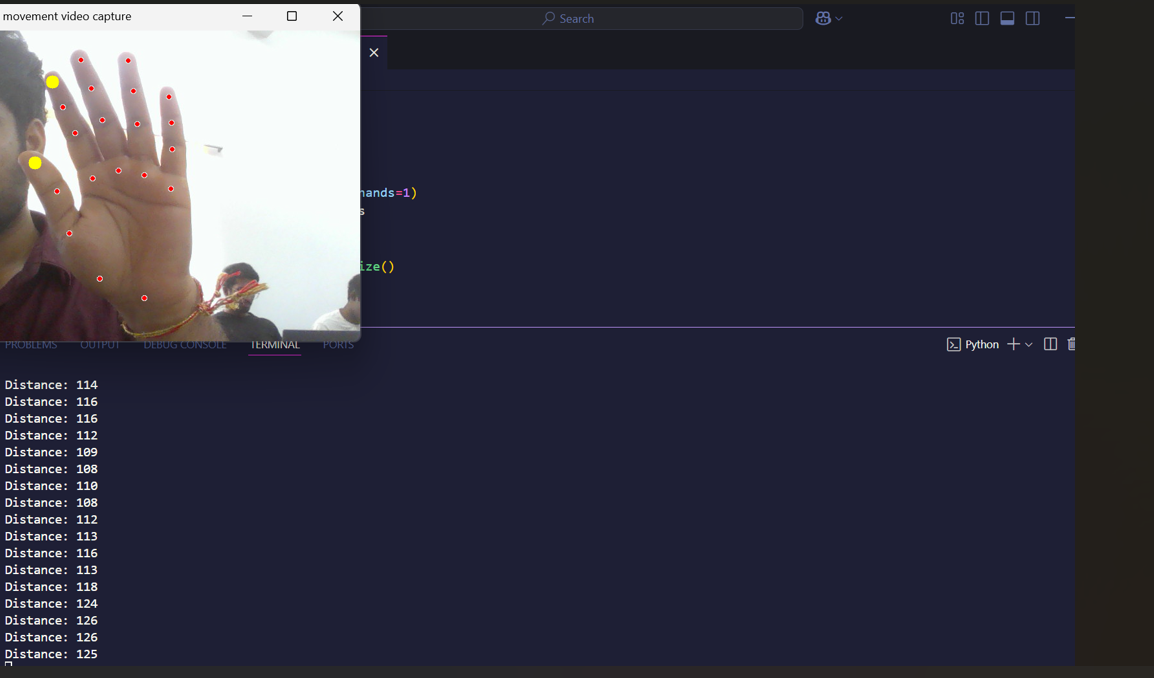 movement video capture
Search
hands=1)
s
ize()
PROBLEMS OUTPUT DEBUG CONSOLE TERMINAL PORTS
Python
Distance: 114
Distance: 116
Distance: 116
Distance: 112
Distance: 109
Distance: 108
Distance: 110
Distance: 108
Distance: 112
Distance: 113
Distance: 116
Distance: 113
Distance: 118
Distance: 124
Distance: 126
Distance: 126
Distance: 125